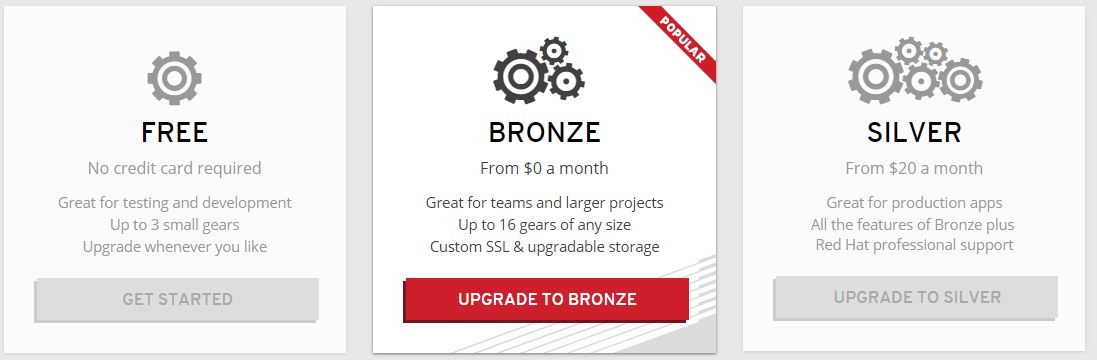 FREE
No credit card required
Great for testing and development
Up to 3 small gears
Upgrade whenever you like
GET STARTED
POPULAR
BRONZE
From $0 a month
Great for teams and larger projects
Up to 16 gears of any size
Custom SSL & upgradable storage
UPGRADE TO BRONZE
SILVER
From $20 a month
Great for production apps
All the features of Bronze plus
Red Hat professional support
UPGRADE TO SILVER